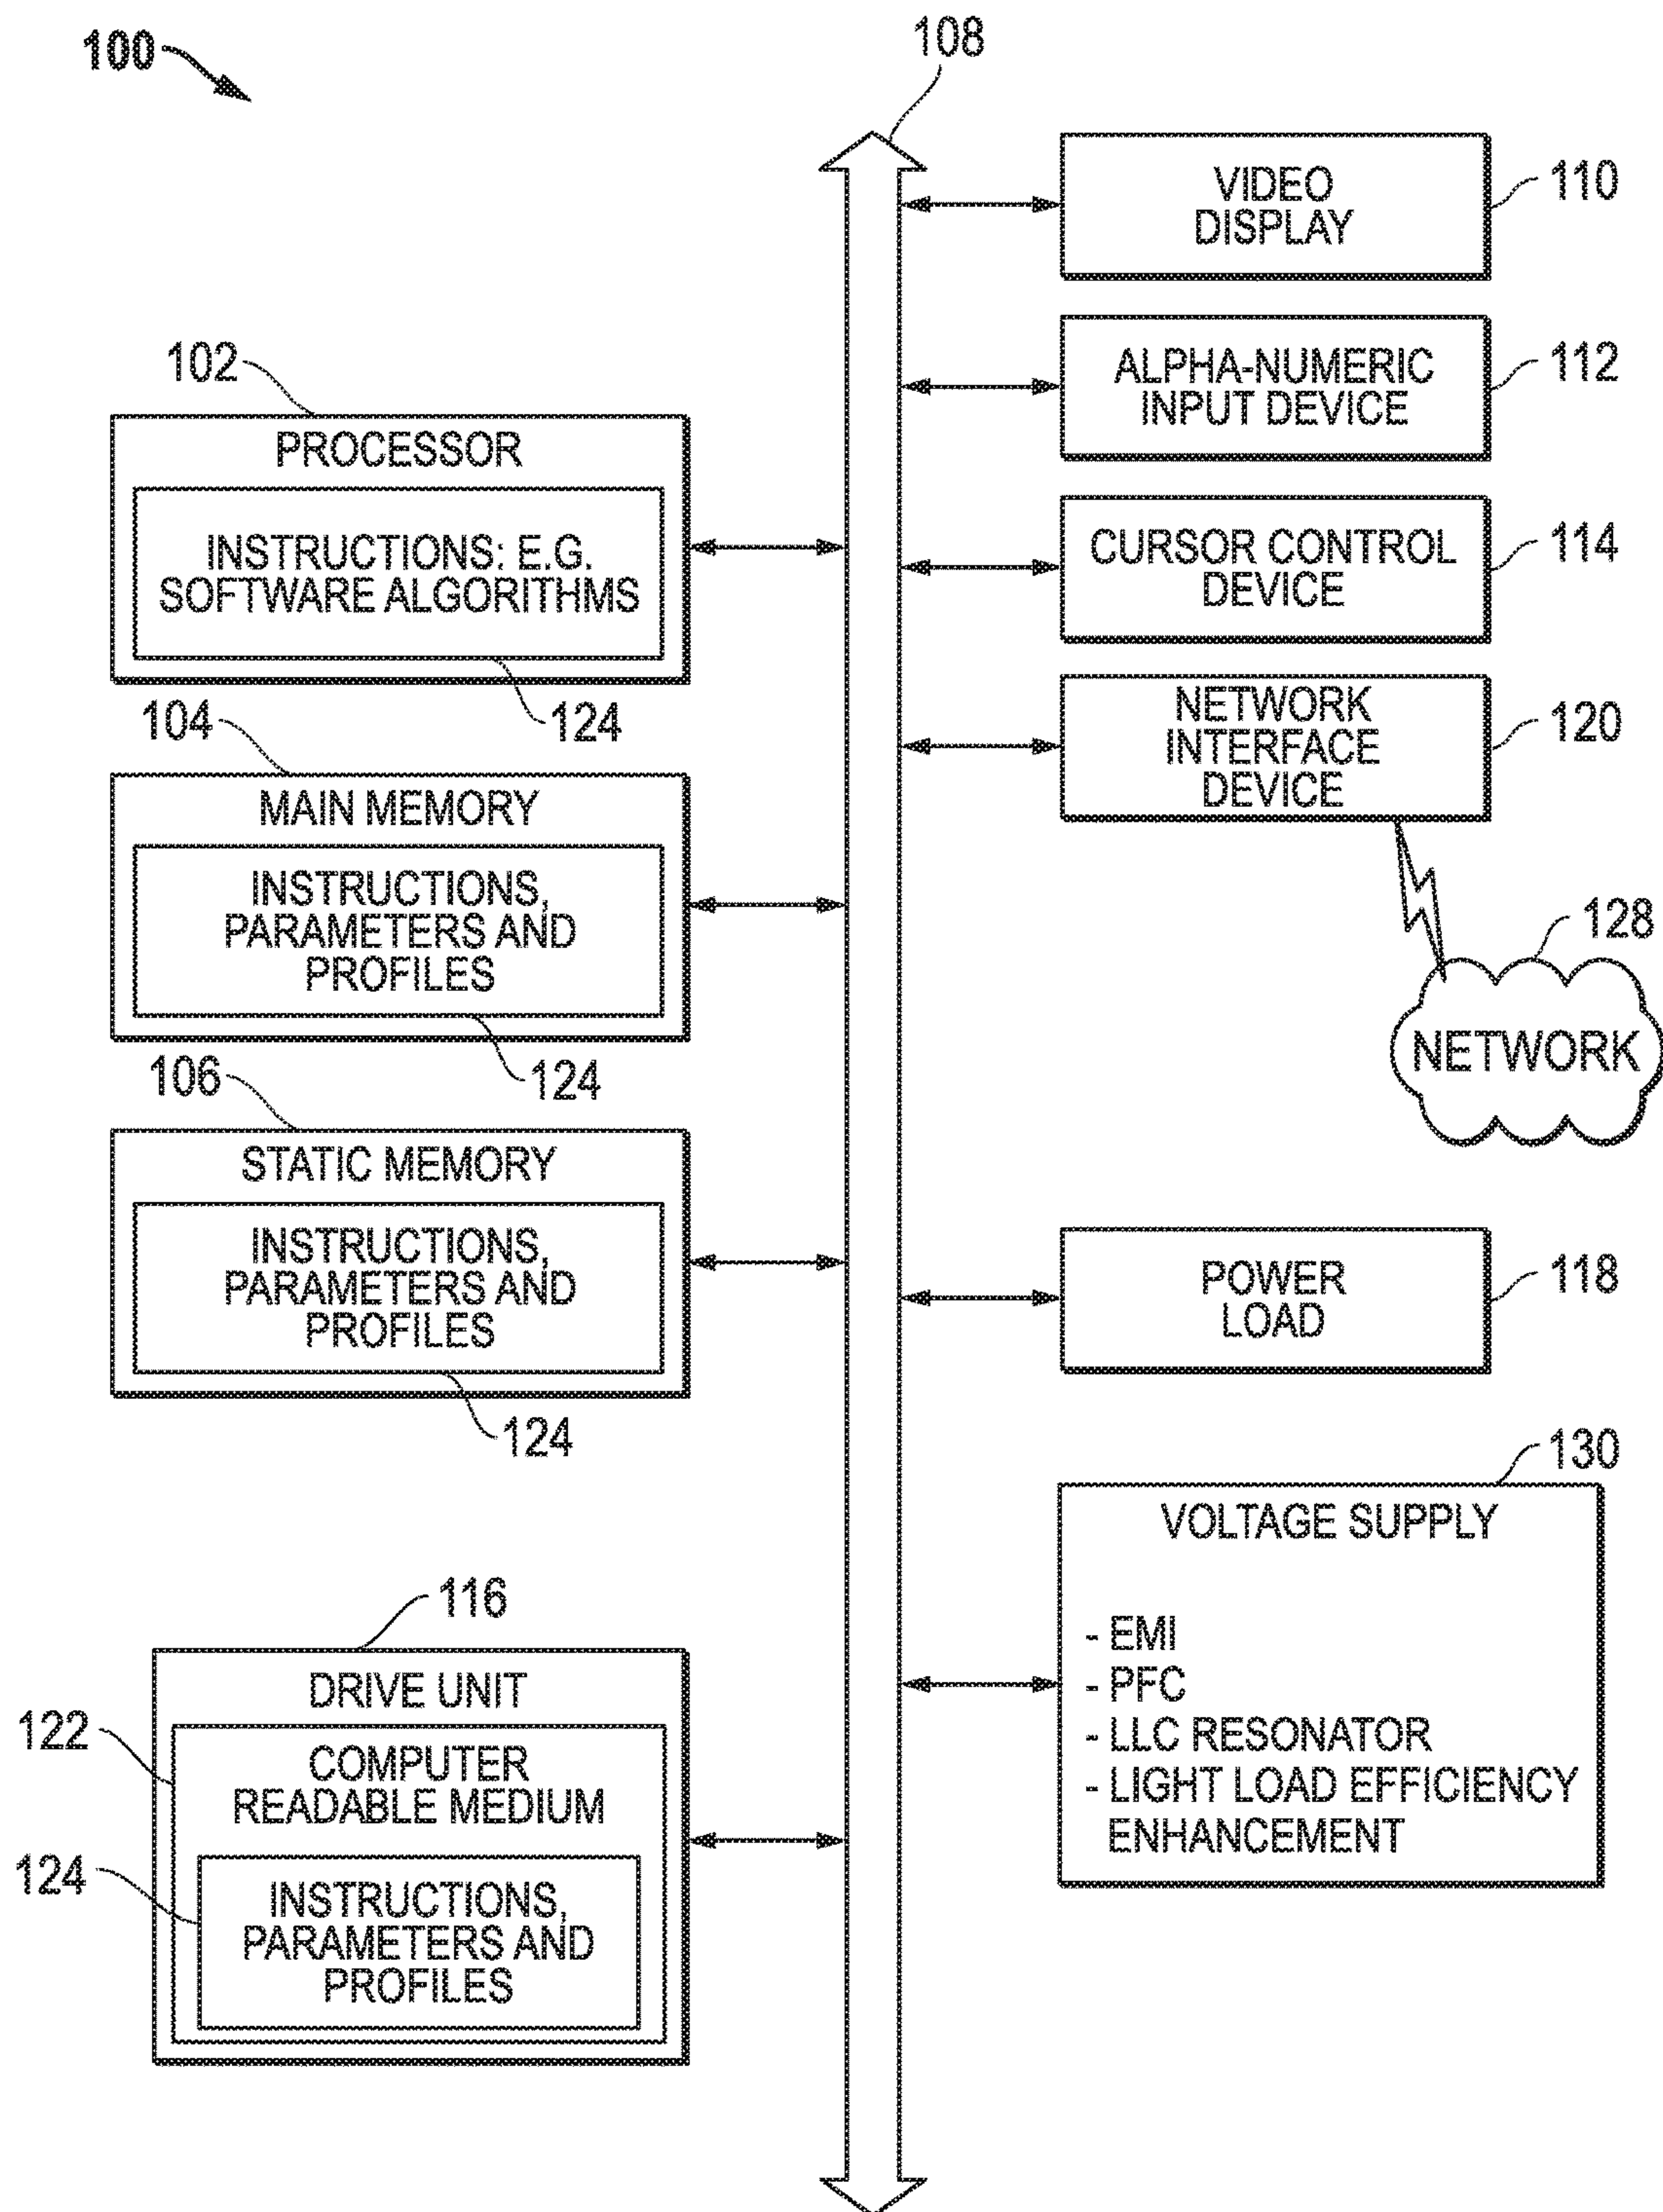 100
108
VIDEO
DISPLAY
110
ALPHA-NUMERIC
INPUT DEVICE
112
CURSOR CONTROL
DEVICE
114
NETWORK
INTERFACE
DEVICE
120
128
NETWORK
POWER
LOAD
118
130
VOLTAGE SUPPLY
- EMI
- PFC
- LLC RESONATOR
- LIGHT LOAD EFFICIENCY
ENHANCEMENT
102
PROCESSOR
INSTRUCTIONS: E.G.
SOFTWARE ALGORITHMS
124
104
MAIN MEMORY
INSTRUCTIONS,
PARAMETERS AND
PROFILES
124
106
STATIC MEMORY
INSTRUCTIONS,
PARAMETERS AND
PROFILES
124
116
DRIVE UNIT
122
COMPUTER
READABLE MEDIUM
124
INSTRUCTIONS,
PARAMETERS AND
PROFILES